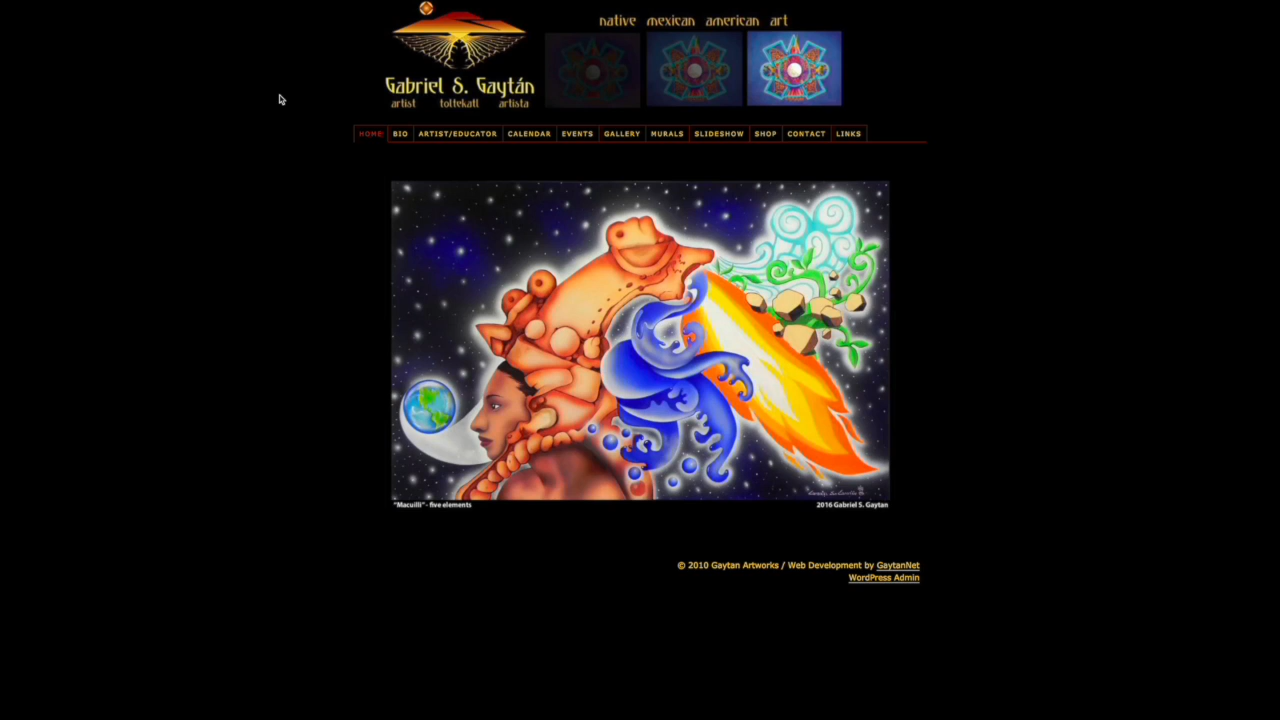 native mexican american art
Gabriel S. Gaytán
artist toltekatl artista
HOME BIO ARTIST/EDUCATOR CALENDAR EVENTS GALLERY MURALS SLIDESHOW SHOP CONTACT LINKS
"Macuilli" - five elements
2016 Gabriel S. Gaytan
© 2010 Gaytan Artworks / Web Development by GaytanNet
WordPress Admin